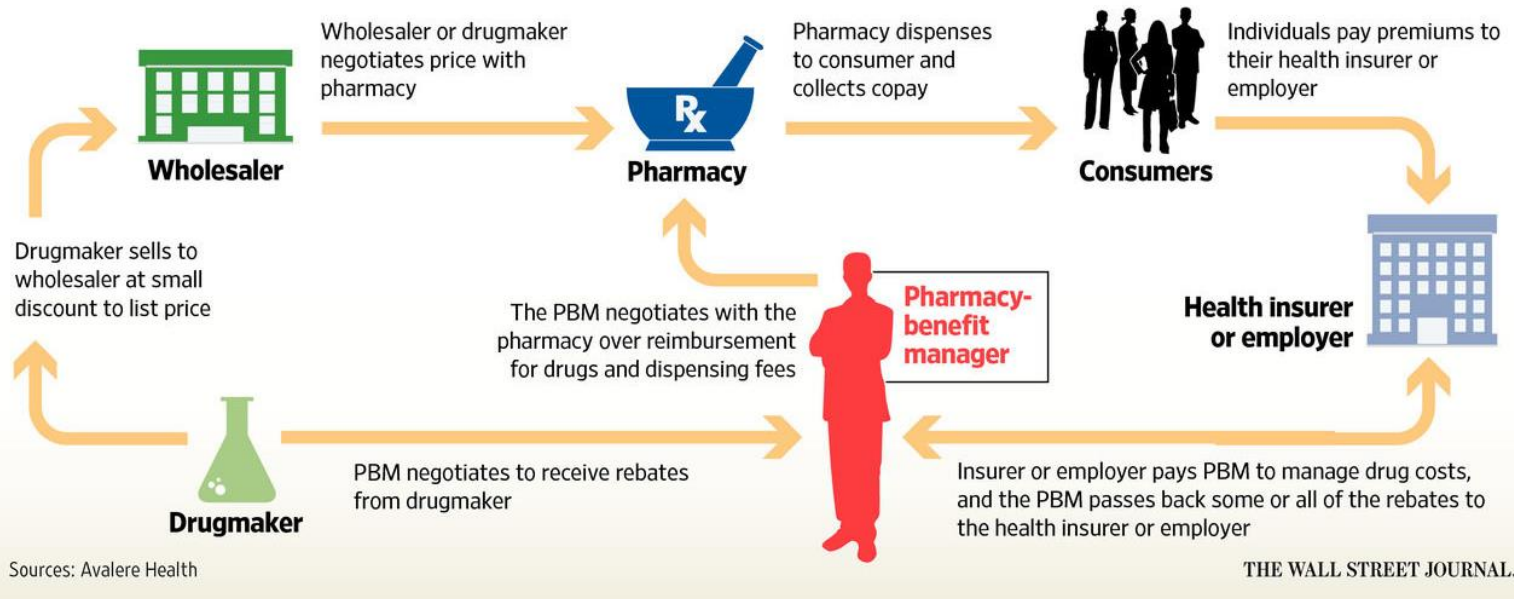 Wholesaler or drugmaker
negotiates price with
pharmacy
Pharmacy dispenses
to consumer and
collects copay
Individuals pay premiums to
their health insurer or
employer
Rx
Wholesaler
Pharmacy
Consumers
Drugmaker sells to
wholesaler at small
discount to list price
The PBM negotiates with the
pharmacy over reimbursement
for drugs and dispensing fees
Pharmacy-
benefit
manager
Health insurer
or employer
PBM negotiates to receive rebates
from drugmaker
Insurer or employer pays PBM to manage drug costs,
and the PBM passes back some or all of the rebates to
the health insurer or employer
Drugmaker
Sources: Avalere Health
THE WALL STREET JOURNAL.